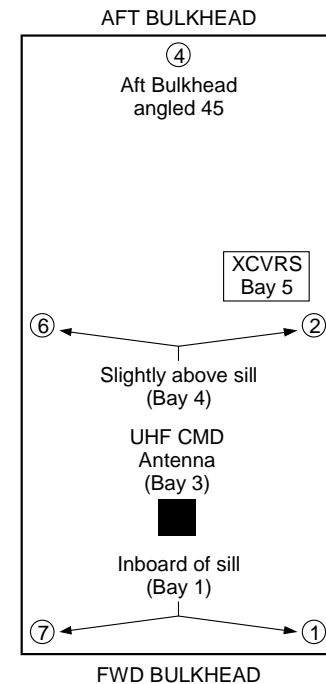 AFT BULKHEAD
4
Aft Bulkhead
angled 45
XCVRS
Bay 5
6
2
Slightly above sill
(Bay 4)
UHF CMD
Antenna
(Bay 3)
Inboard of sill
(Bay 1)
7
1
FWD BULKHEAD